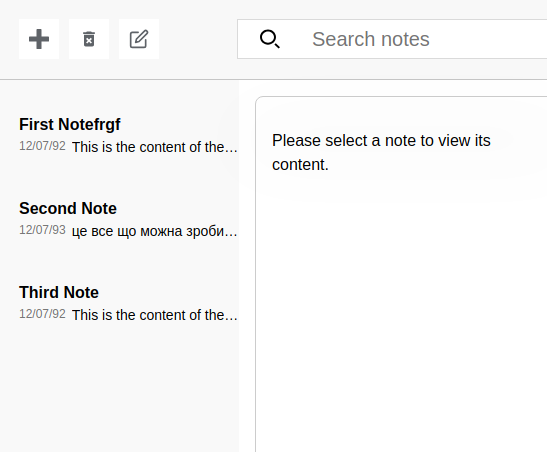 Search notes
First Notefrgf
12/07/92 This is the content of the…
Second Note
12/07/93 це все що можна зроби…
Third Note
12/07/92 This is the content of the…
Please select a note to view its
content.